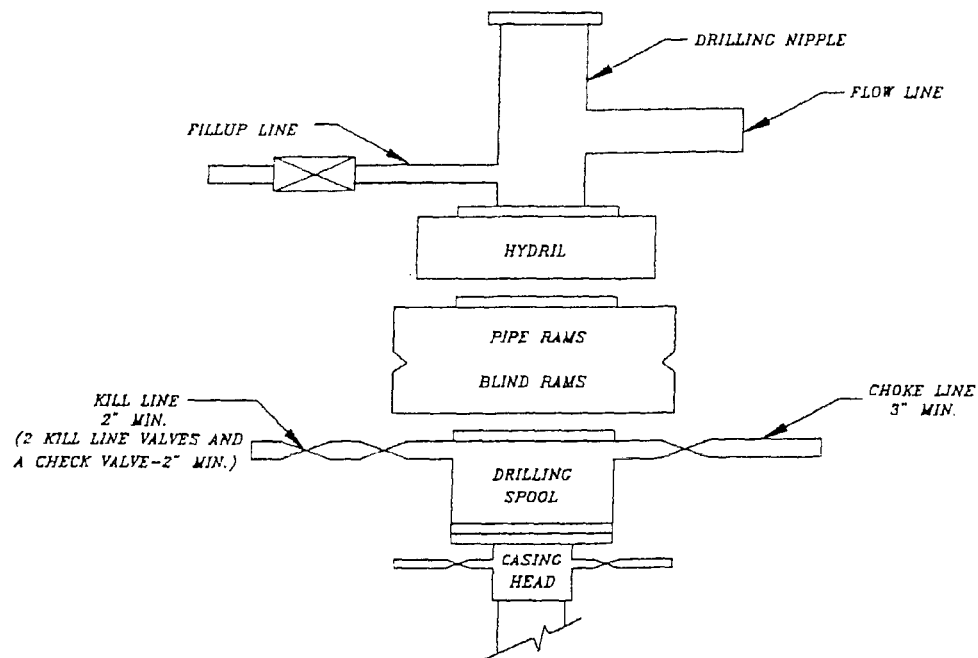 DRILLING NIPPLE
FLOW LINE
FILLUP LINE
HYDRIL
PIPE RAMS
BLIND RAMS
KILL LINE
2" MIN.
(2 KILL LINE VALVES AND
A CHECK VALVE-2" MIN.)
CHOKE LINE
3" MIN.
DRILLING
SPOOL
CASING
HEAD